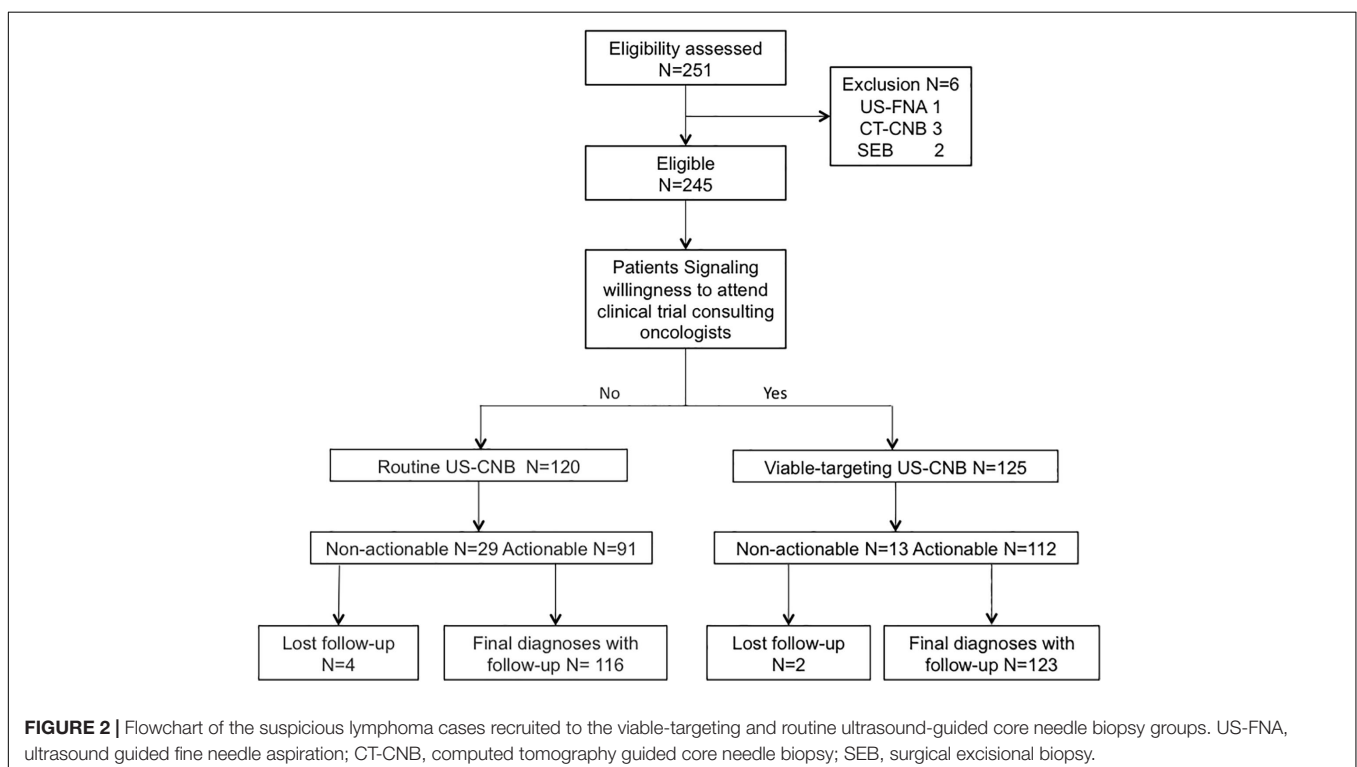 Eligibility assessed
N=251
Exclusion N=6
US-FNA 1
CT-CNB 3
SEB 2
Eligible
N=245
Patients Signaling
willingness to attend
clinical trial consulting
oncologists
No
Yes
Routine US-CNB N=120
Viable-targeting US-CNB N=125
Non-actionable N=29 Actionable N=91
Non-actionable N=13 Actionable N=112
Lost follow-up
N=4
Final diagnoses with
follow-up N= 116
Lost follow-up
N=2
Final diagnoses with
follow-up N=123
FIGURE 2 | Flowchart of the suspicious lymphoma cases recruited to the viable-targeting and routine ultrasound-guided core needle biopsy groups. US-FNA,
ultrasound guided fine needle aspiration; CT-CNB, computed tomography guided core needle biopsy; SEB, surgical excisional biopsy.